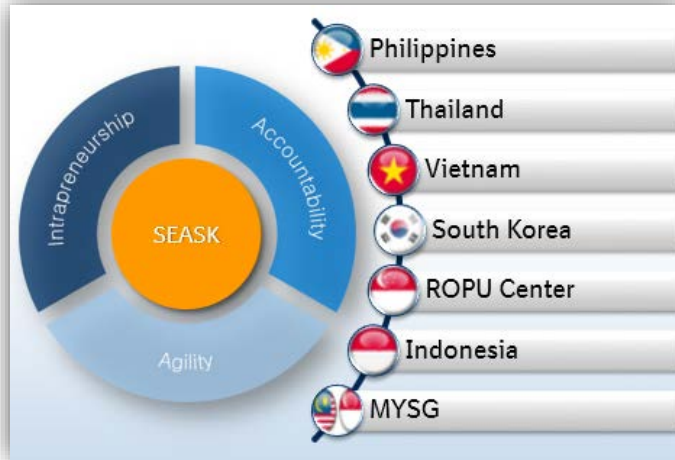 Intrapreneurship
Accountability
SEASK
Agility
Philippines
Thailand
Vietnam
South Korea
ROPU Center
Indonesia
MYSG